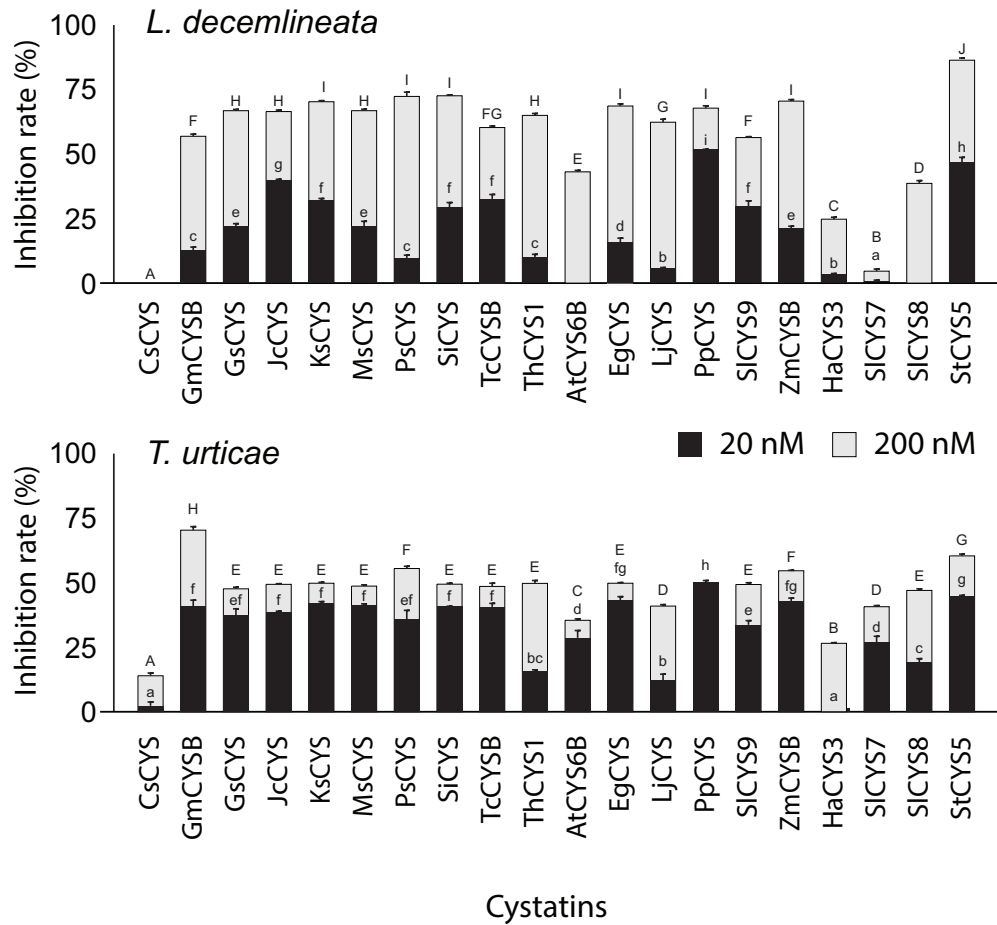 L. decemlineata
Inhibition rate (%)
100
75
50
25
0
A F H H I H I I FG H E I G I F I C B D J
c e g f e c f f c d b i f e b a h
CsCYS
GmCYSB
GsCYS
JcCYS
KsCYS
MsCYS
PsCYS
SiCYS
TcCYSB
ThCYS1
AtCYS6B
EgCYS
LjCYS
PpCYS
SlCYS9
ZmCYSB
HaCYS3
SlCYS7
SlCYS8
StCYS5
20 nM 200 nM
T. urticae
Inhibition rate (%)
100
75
50
25
0
A H E E E E F E E E C E D E F B D E G
a f ef f f f ef f f bc d fg b h e fg a d c g
CsCYS
GmCYSB
GsCYS
JcCYS
KsCYS
MsCYS
PsCYS
SiCYS
TcCYSB
ThCYS1
AtCYS6B
EgCYS
LjCYS
PpCYS
SlCYS9
ZmCYSB
HaCYS3
SlCYS7
SlCYS8
StCYS5
Cystatins